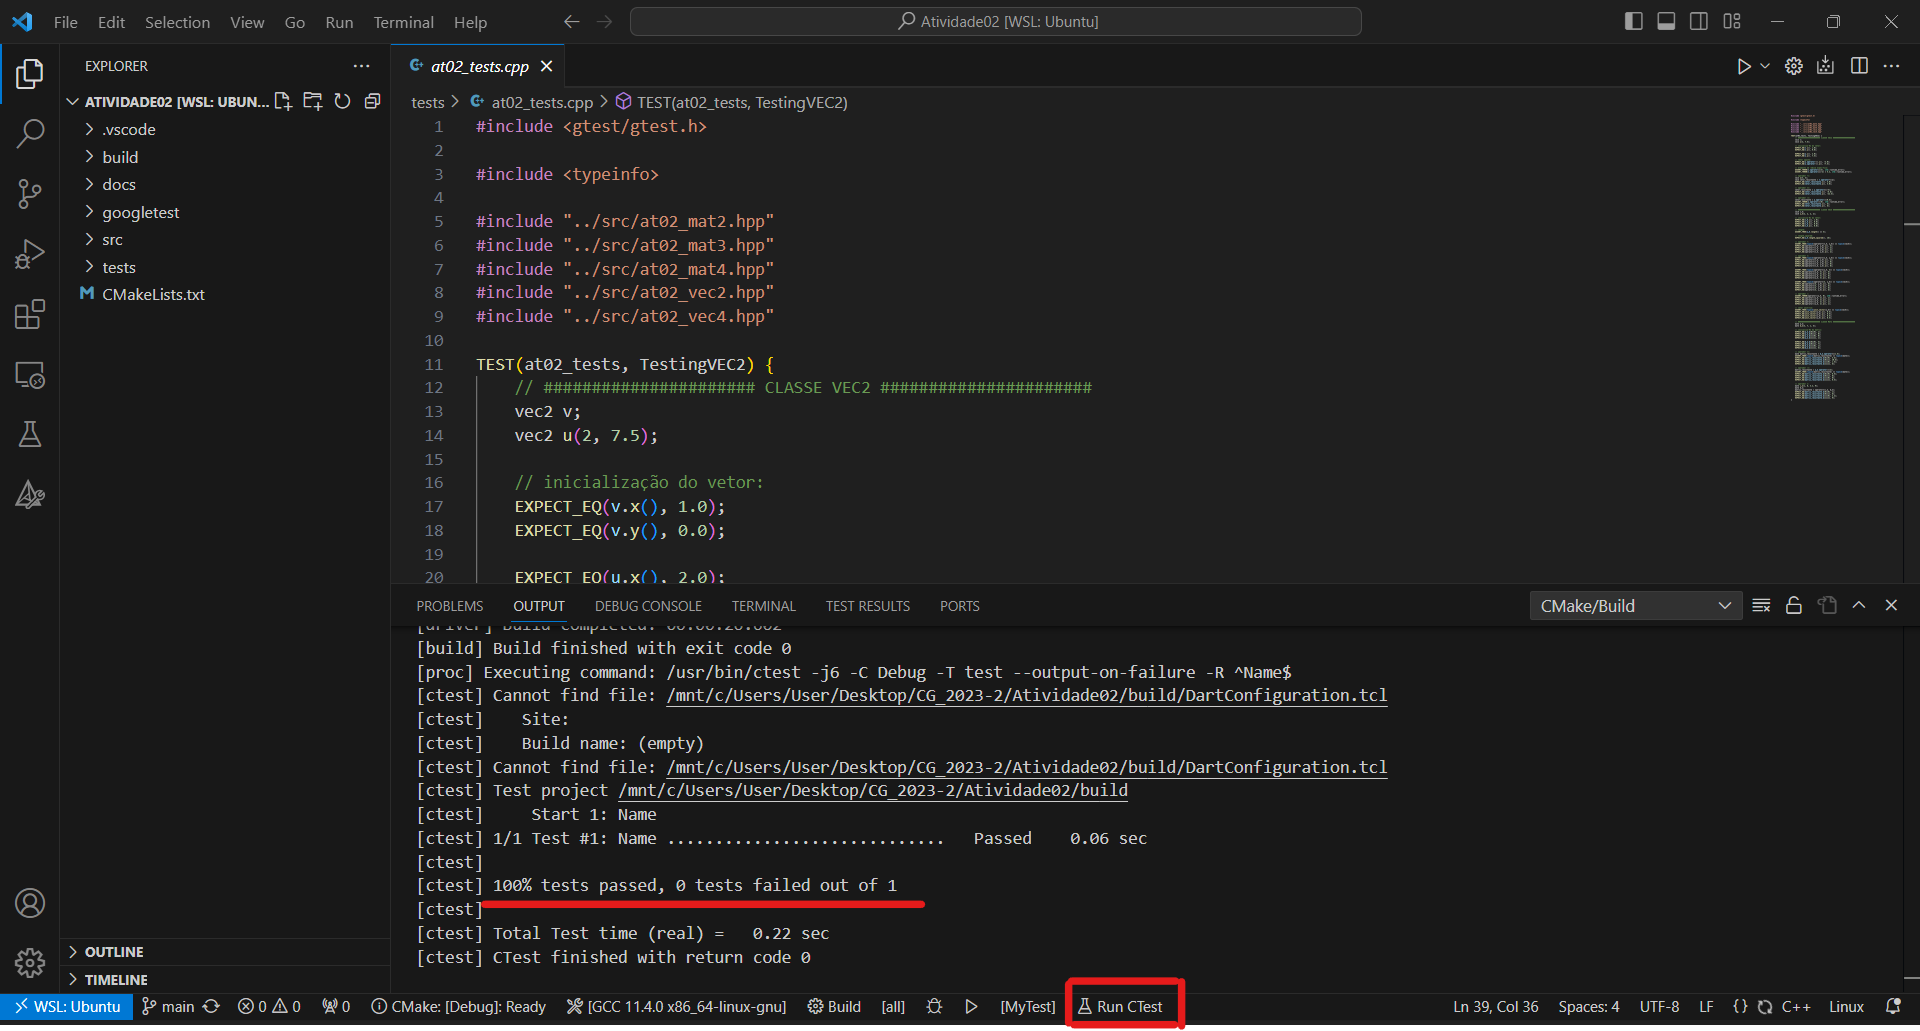 File Edit Selection View Go Run Terminal Help
Atividade02 [WSL: Ubuntu]
EXPLORER
ATIVIDADE02 [WSL: UBUN...
.vscode
build
docs
googletest
src
tests
CMakeLists.txt
OUTLINE
TIMELINE
at02_tests.cpp
tests > at02_tests.cpp > TEST(at02_tests, TestingVEC2)
1 #include <gtest/gtest.h>
2
3 #include <typeinfo>
4
5 #include "../src/at02_mat2.hpp"
6 #include "../src/at02_mat3.hpp"
7 #include "../src/at02_mat4.hpp"
8 #include "../src/at02_vec2.hpp"
9 #include "../src/at02_vec4.hpp"
10
11 TEST(at02_tests, TestingVEC2) {
12 // ###################### CLASSE VEC2 ######################
13 vec2 v;
14 vec2 u(2, 7.5);
15
16 // inicialização do vetor:
17 EXPECT_EQ(v.x(), 1.0);
18 EXPECT_EQ(v.y(), 0.0);
19
20 EXPECT_EQ(u.x(), 2.0);
PROBLEMS OUTPUT DEBUG CONSOLE TERMINAL TEST RESULTS PORTS
CMake/Build
[driver] Build completed: 00:00:20.662
[build] Build finished with exit code 0
[proc] Executing command: /usr/bin/ctest -j6 -C Debug -T test --output-on-failure -R ^Name$
[ctest] Cannot find file: /mnt/c/Users/User/Desktop/CG_2023-2/Atividade02/build/DartConfiguration.tcl
[ctest] Site:
[ctest] Build name: (empty)
[ctest] Cannot find file: /mnt/c/Users/User/Desktop/CG_2023-2/Atividade02/build/DartConfiguration.tcl
[ctest] Test project /mnt/c/Users/User/Desktop/CG_2023-2/Atividade02/build
[ctest] Start 1: Name
[ctest] 1/1 Test #1: Name ............................. Passed 0.06 sec
[ctest]
[ctest] 100% tests passed, 0 tests failed out of 1
[ctest]
[ctest] Total Test time (real) = 0.22 sec
[ctest] CTest finished with return code 0
WSL: Ubuntu main 0 0 0 CMake: [Debug]: Ready [GCC 11.4.0 x86_64-linux-gnu] Build [all] [MyTest] Run CTest Ln 39, Col 36 Spaces: 4 UTF-8 LF {} C++ Linux